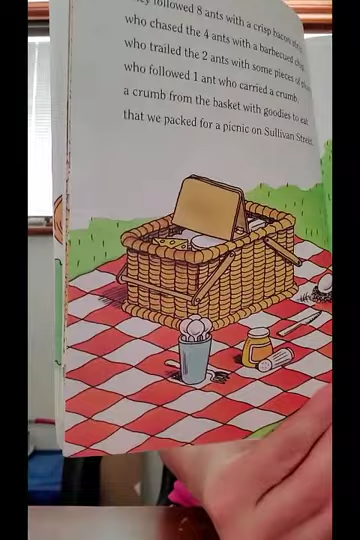 followed 8 ants with a crisp bacon
who chased the 4 ants with a barbecued
who trailed the 2 ants with some pieces of
who followed 1 ant who carried a crumb,
a crumb from the basket with goodies to eat
that we packed for a picnic on Sullivan Street.